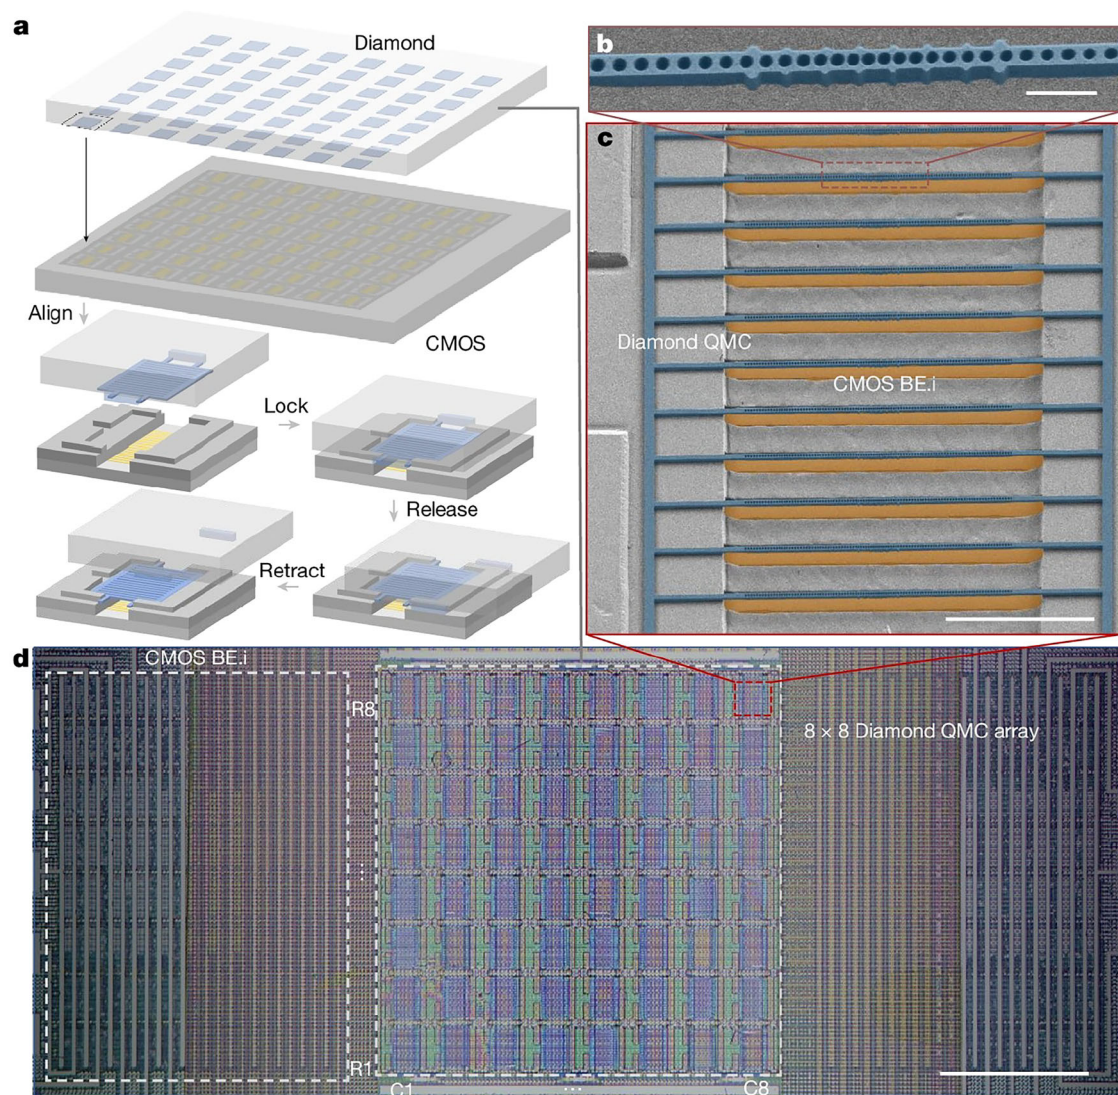 a
Diamond
Align
CMOS
Lock
Release
Retract
b
c
Diamond QMC
CMOS BE.i
d
CMOS BE.i
R8
8 × 8 Diamond QMC array
⋮
R1
C1
...
C8